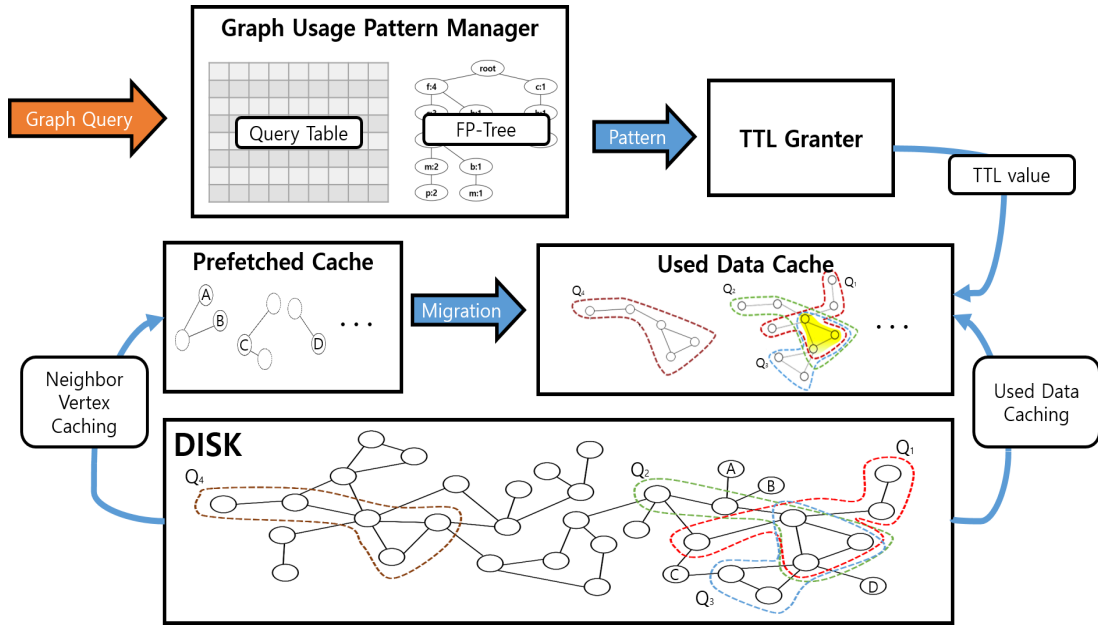 Graph Usage Pattern Manager
Graph Query
Query Table
root
f:4
c:1
b:1
b:1
FP-Tree
m:2
b:1
p:2
m:1
Pattern
TTL Granter
TTL value
Prefetched Cache
A
B
C
D
• • •
Migration
Used Data Cache
Q4
Q2
Q1
Q3
• • •
Neighbor
Vertex
Caching
Used Data
Caching
DISK
Q4
Q2
A
B
Q1
C
Q3
D